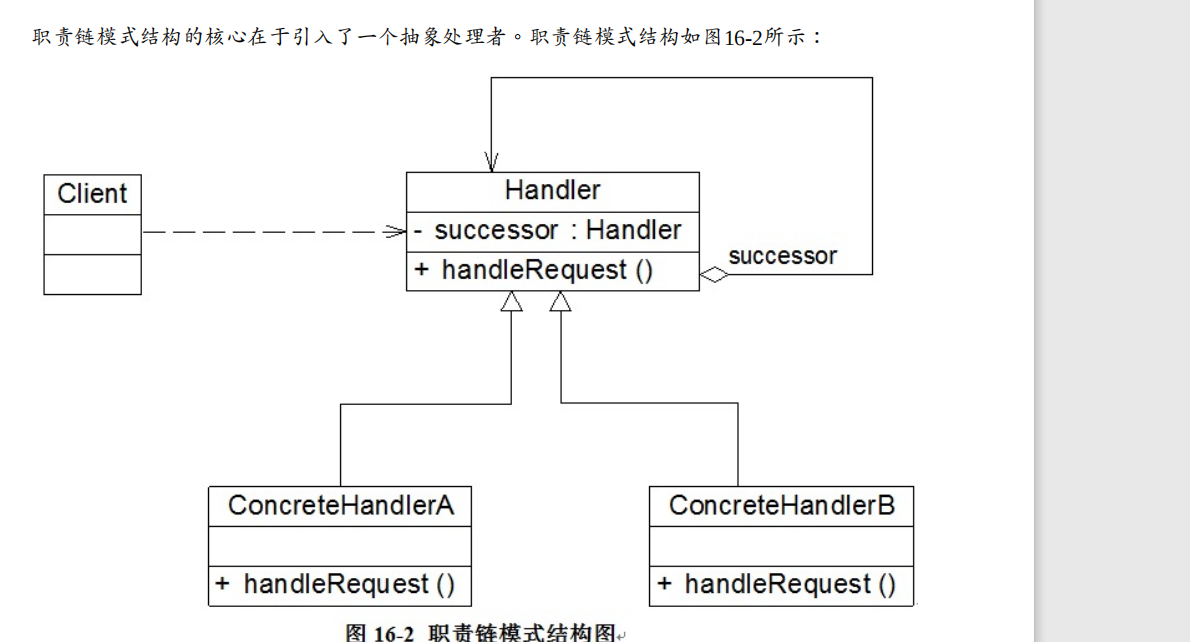 职责链模式结构的核心在于引入了一个抽象处理者。职责链模式结构如图16-2所示：
Client
Handler
- successor : Handler
+ handleRequest ()
successor
ConcreteHandlerA
+ handleRequest ()
ConcreteHandlerB
+ handleRequest ()
图 16-2 职责链模式结构图